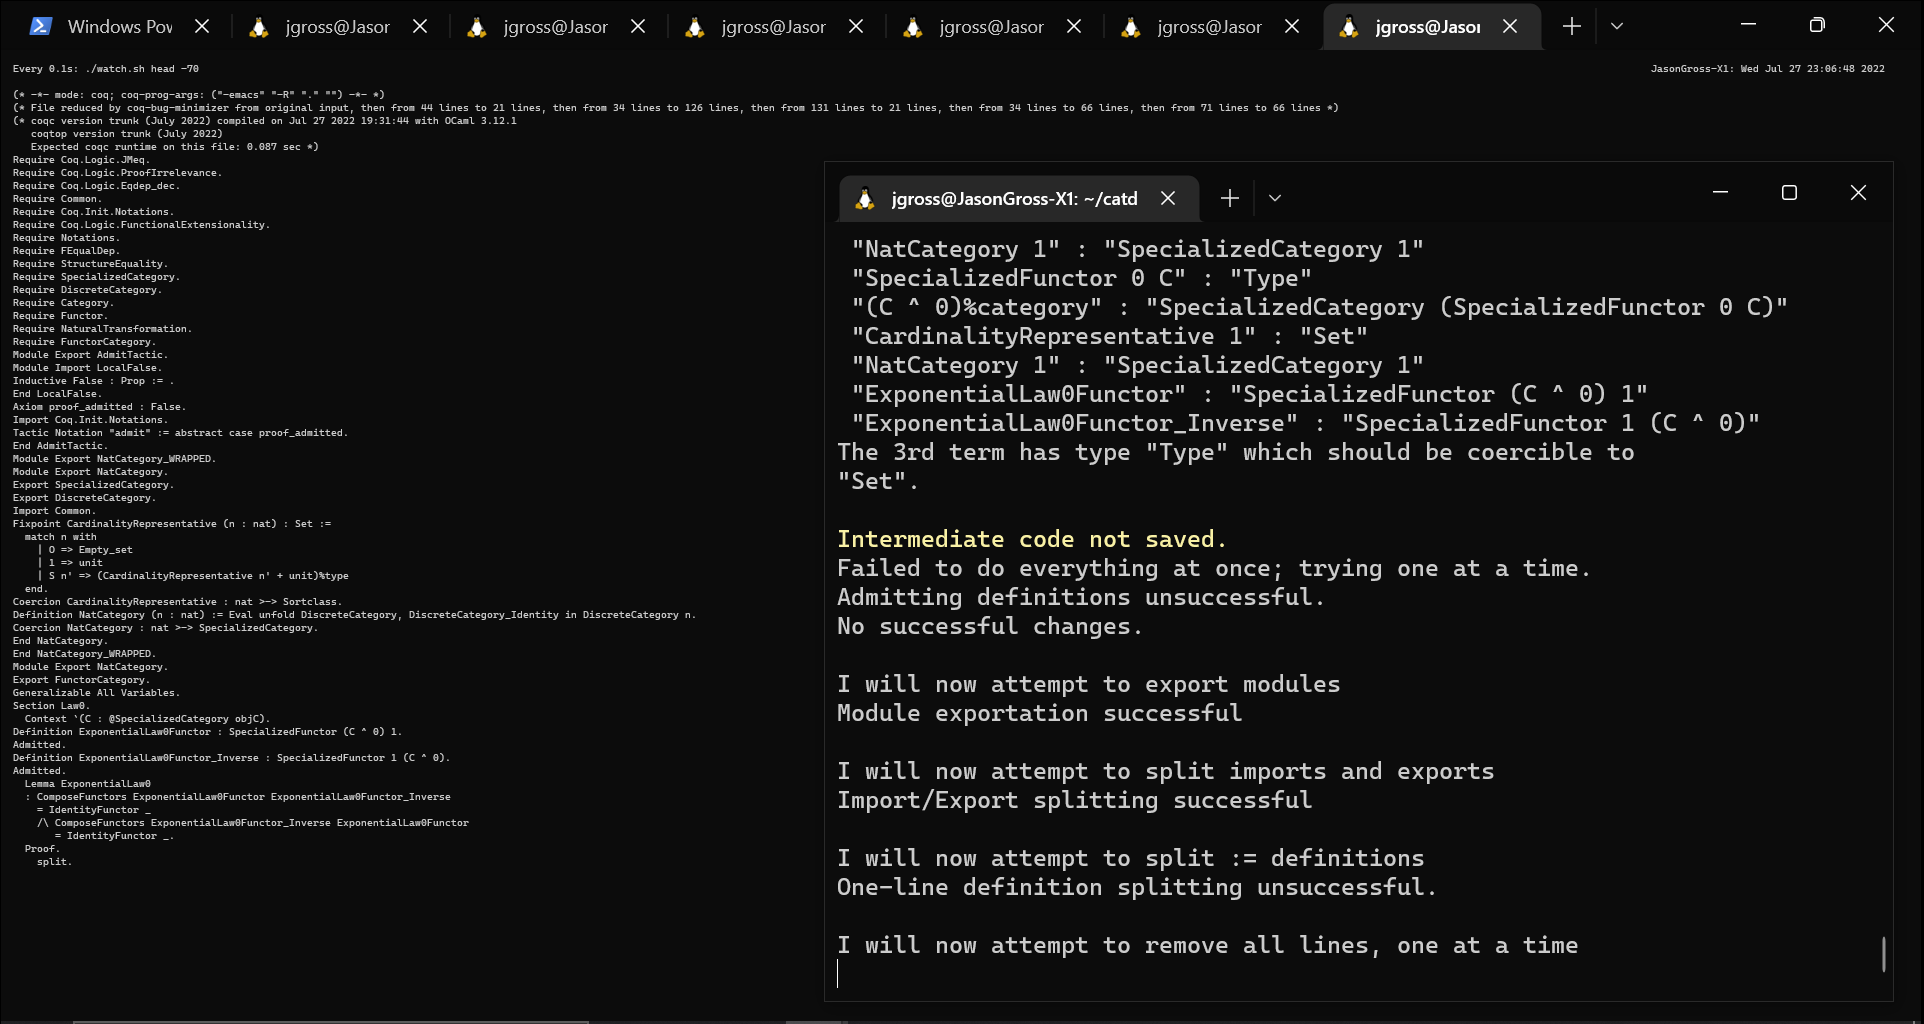 Windows Pov
jgross@Jasor
jgross@Jasor
jgross@Jasor
jgross@Jasor
jgross@Jasor
jgross@Jasor
Every 0.1s: ./watch.sh head -70
JasonGross-X1: Wed Jul 27 23:06:48 2022
(* -*- mode: coq; coq-prog-args: ("-emacs" "-R" "." "") -*- *)
(* File reduced by coq-bug-minimizer from original input, then from 44 lines to 21 lines, then from 34 lines to 126 lines, then from 131 lines to 21 lines, then from 34 lines to 66 lines, then from 71 lines to 66 lines *)
(* coqc version trunk (July 2022) compiled on Jul 27 2022 19:31:44 with OCaml 3.12.1
   coqtop version trunk (July 2022)
   Expected coqc runtime on this file: 0.087 sec *)
Require Coq.Logic.JMeq.
Require Coq.Logic.ProofIrrelevance.
Require Coq.Logic.Eqdep_dec.
Require Common.
Require Coq.Init.Notations.
Require Coq.Logic.FunctionalExtensionality.
Require Notations.
Require FEqualDep.
Require StructureEquality.
Require SpecializedCategory.
Require DiscreteCategory.
Require Category.
Require Functor.
Require NaturalTransformation.
Require FunctorCategory.
Module Export AdmitTactic.
Module Import LocalFalse.
Inductive False : Prop := .
End LocalFalse.
Axiom proof_admitted : False.
Import Coq.Init.Notations.
Tactic Notation "admit" := abstract case proof_admitted.
End AdmitTactic.
Module Export NatCategory_WRAPPED.
Module Export NatCategory.
Export SpecializedCategory.
Export DiscreteCategory.
Import Common.
Fixpoint CardinalityRepresentative (n : nat) : Set :=
  match n with
    | O => Empty_set
    | 1 => unit
    | S n' => (CardinalityRepresentative n' + unit)%type
  end.
Coercion CardinalityRepresentative : nat >-> Sortclass.
Definition NatCategory (n : nat) := Eval unfold DiscreteCategory, DiscreteCategory_Identity in DiscreteCategory n.
Coercion NatCategory : nat >-> SpecializedCategory.
End NatCategory.
End NatCategory_WRAPPED.
Module Export NatCategory.
Export FunctorCategory.
Generalizable All Variables.
Section Law0.
  Context `(C : @SpecializedCategory objC).
Definition ExponentialLaw0Functor : SpecializedFunctor (C ^ 0) 1.
Admitted.
Definition ExponentialLaw0Functor_Inverse : SpecializedFunctor 1 (C ^ 0).
Admitted.
  Lemma ExponentialLaw0
  : ComposeFunctors ExponentialLaw0Functor ExponentialLaw0Functor_Inverse
    = IdentityFunctor _
    /\ ComposeFunctors ExponentialLaw0Functor_Inverse ExponentialLaw0Functor
       = IdentityFunctor _.
  Proof.
    split.
jgross@JasonGross-X1: ~/catd
"NatCategory 1" : "SpecializedCategory 1"
"SpecializedFunctor 0 C" : "Type"
"(C ^ 0)%category" : "SpecializedCategory (SpecializedFunctor 0 C)"
"CardinalityRepresentative 1" : "Set"
"NatCategory 1" : "SpecializedCategory 1"
"ExponentialLaw0Functor" : "SpecializedFunctor (C ^ 0) 1"
"ExponentialLaw0Functor_Inverse" : "SpecializedFunctor 1 (C ^ 0)"
The 3rd term has type "Type" which should be coercible to
"Set".
Intermediate code not saved.
Failed to do everything at once; trying one at a time.
Admitting definitions unsuccessful.
No successful changes.
I will now attempt to export modules
Module exportation successful
I will now attempt to split imports and exports
Import/Export splitting successful
I will now attempt to split := definitions
One-line definition splitting unsuccessful.
I will now attempt to remove all lines, one at a time